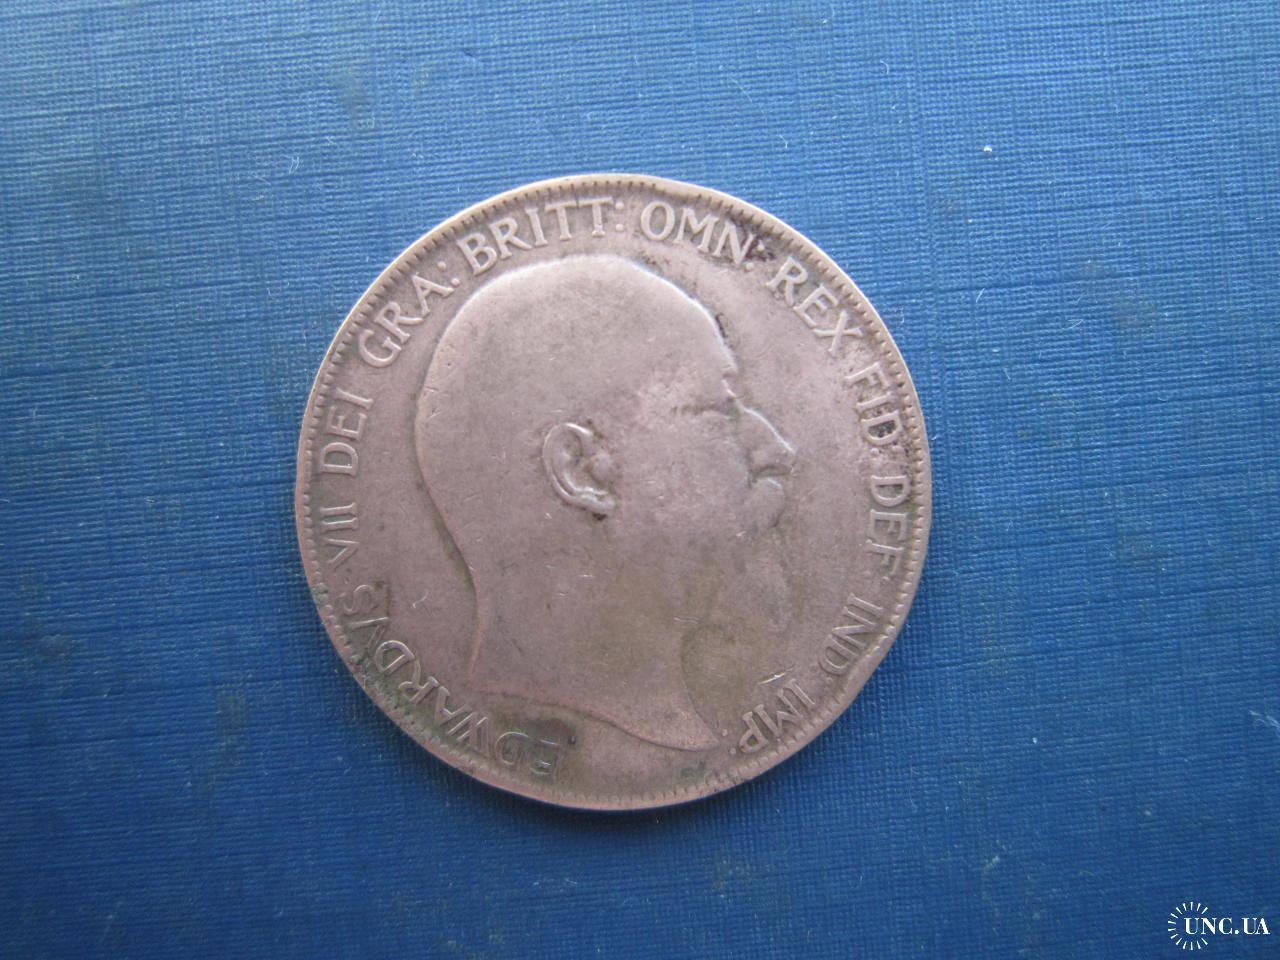 EDWARDVS VII DEI GRA: BRITT: OMN: REX FID: DEF: IND: IMP:
UNC.UA